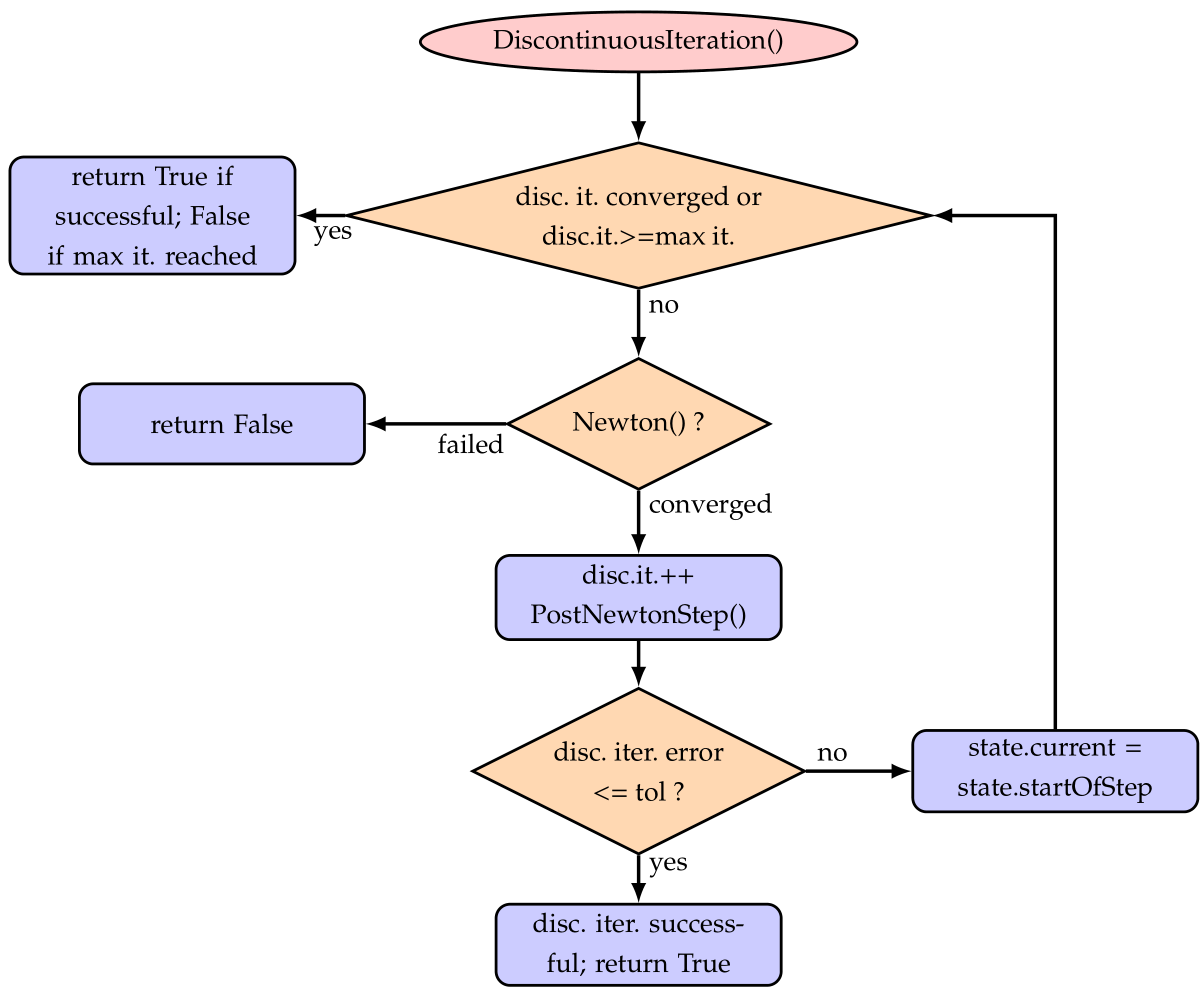 DiscontinuousIteration()
disc. it. converged or
disc.it.>=max it.
yes
return True if
successful; False
if max it. reached
no
Newton() ?
failed
return False
converged
disc.it.++
PostNewtonStep()
disc. iter. error
<= tol ?
no
state.current =
state.startOfStep
yes
disc. iter. success-
ful; return True